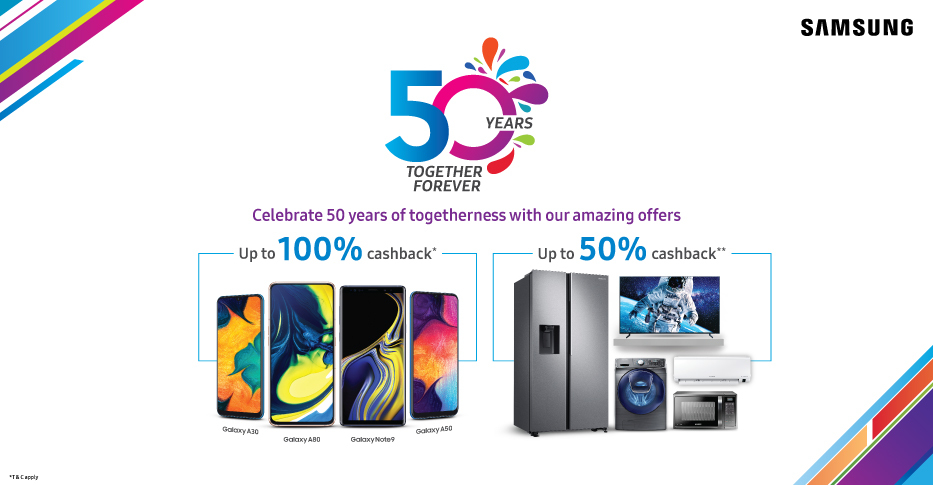 SAMSUNG
50
YEARS
TOGETHER
FOREVER
Celebrate 50 years of togetherness with our amazing offers
Up to 100% cashback*
Up to 50% cashback**
Galaxy A30
Galaxy A80
Galaxy Note9
Galaxy A50
*T& C apply